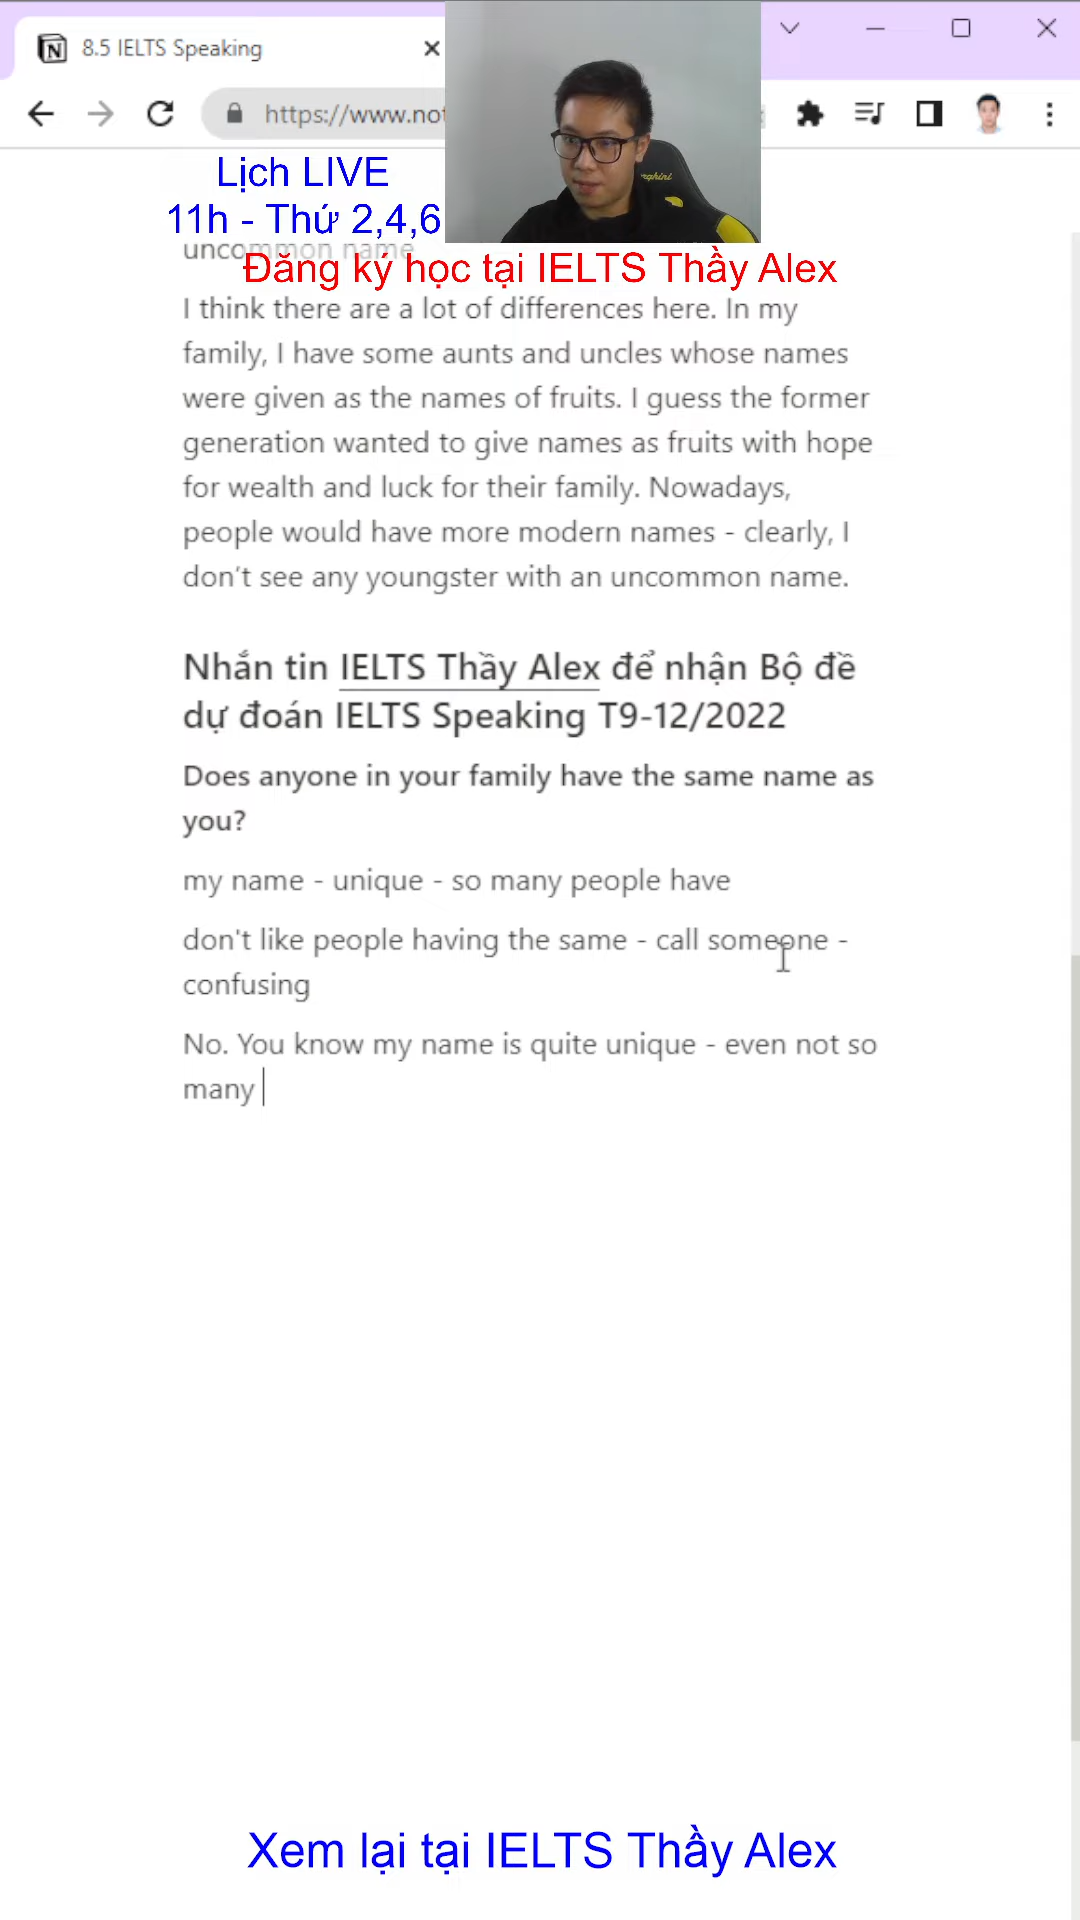 8.5 IELTS Speaking
https://www.not
Lịch LIVE
11h - Thứ 2,4,6
uncommon name
Đăng ký học tại IELTS Thầy Alex
I think there are a lot of differences here. In my
family, I have some aunts and uncles whose names
were given as the names of fruits. I guess the former
generation wanted to give names as fruits with hope
for wealth and luck for their family. Nowadays,
people would have more modern names - clearly, I
don't see any youngster with an uncommon name.
Nhắn tin IELTS Thầy Alex để nhận Bộ đề
dự đoán IELTS Speaking T9-12/2022
Does anyone in your family have the same name as
you?
my name - unique - so many people have
don't like people having the same - call someone -
confusing
No. You know my name is quite unique - even not so
many
Xem lại tại IELTS Thầy Alex